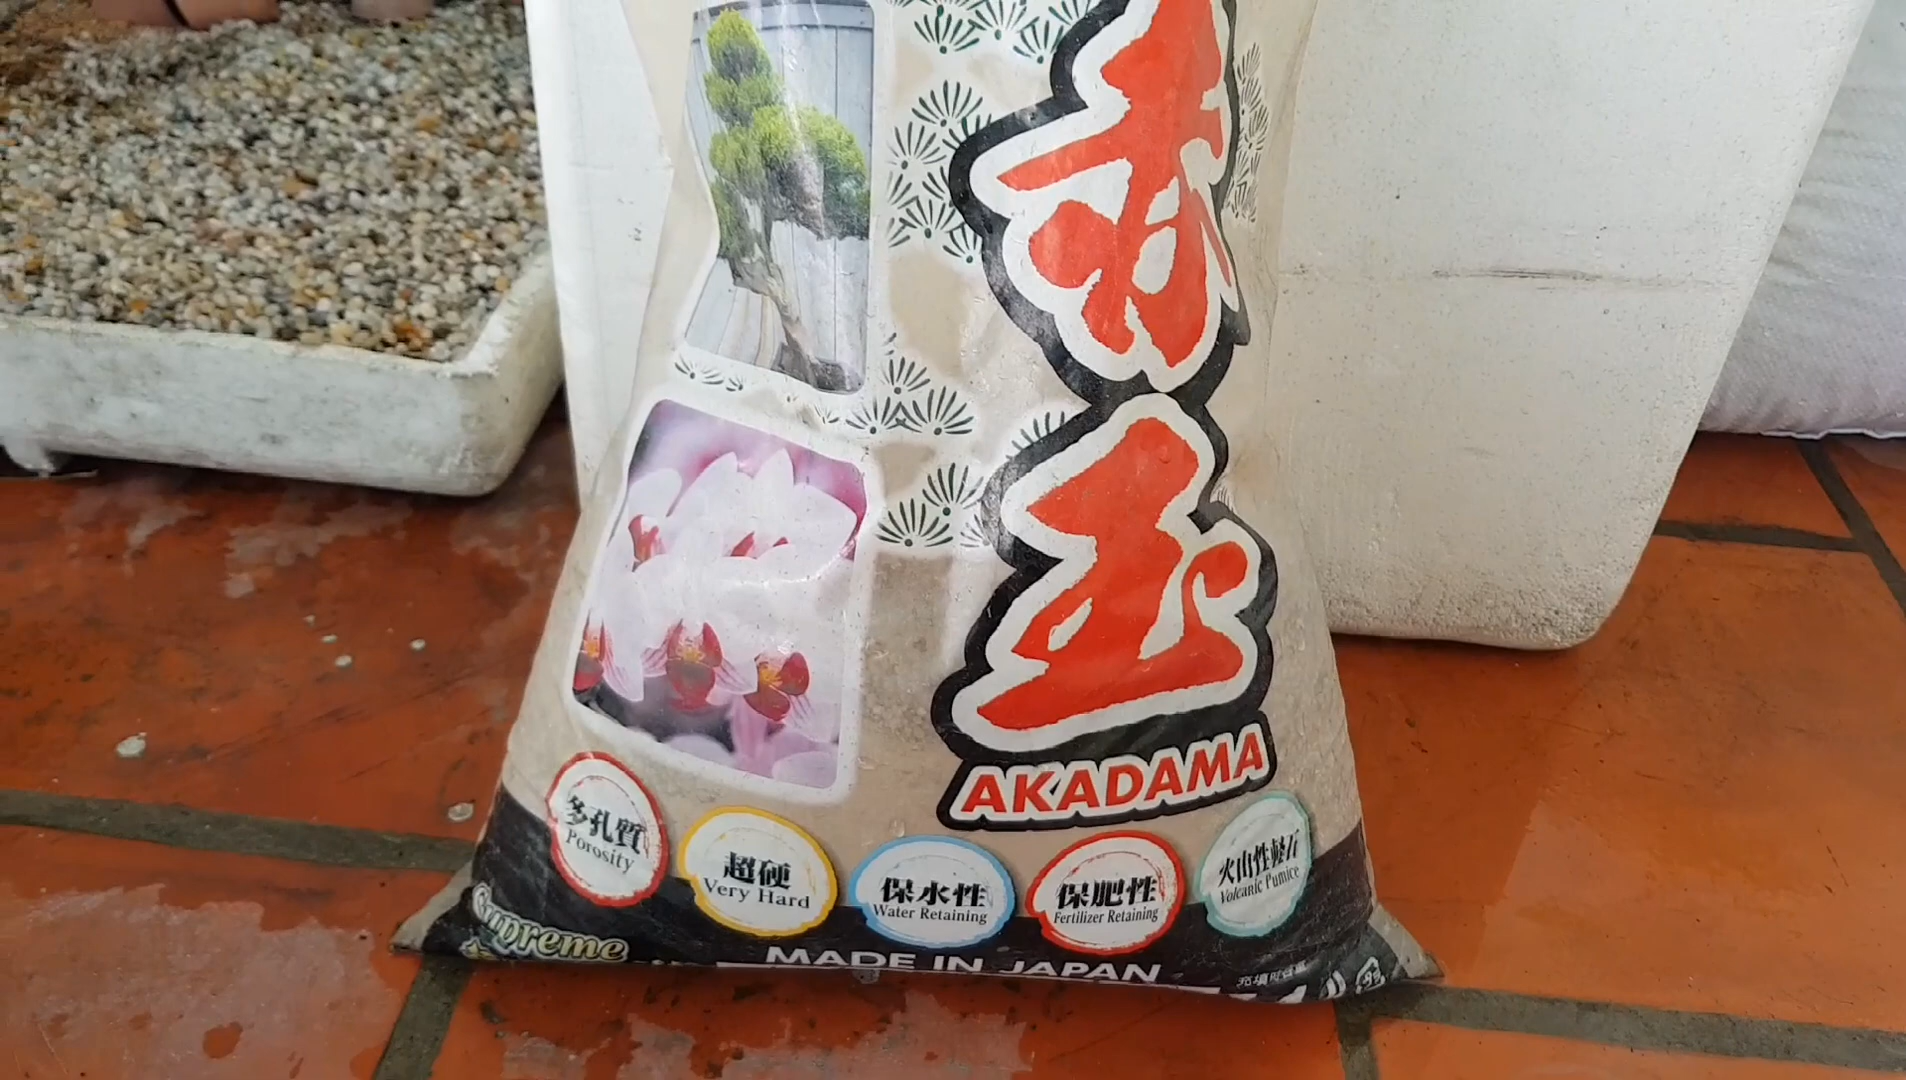 赤玉
AKADAMA
多孔質
Porosity
超硬
Very Hard
保水性
Water Retaining
保肥性
Fertilizer Retaining
火山性軽石
Volcanic Pumice
Supreme
MADE IN JAPAN